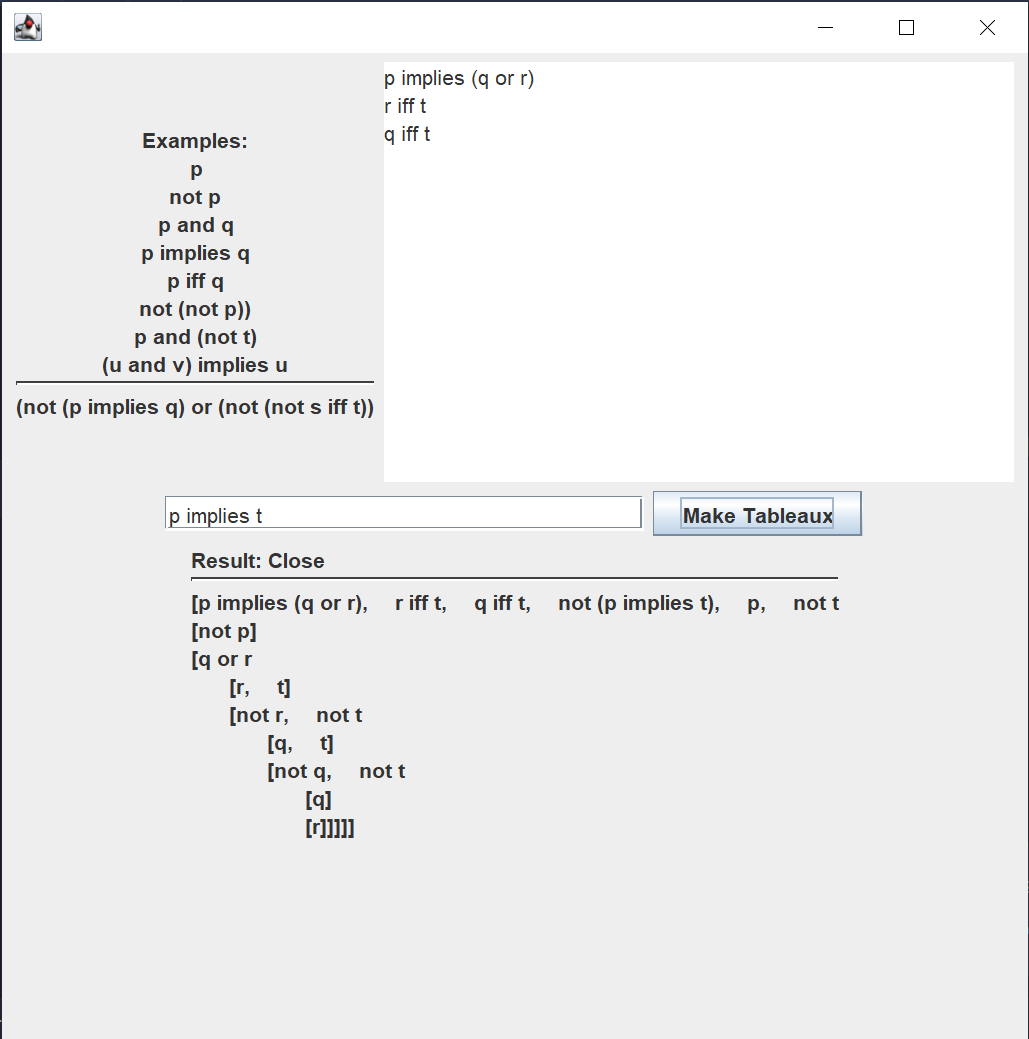 Examples:
p
not p
p and q
p implies q
p iff q
not (not p))
p and (not t)
(u and v) implies u
(not (p implies q) or (not (not s iff t))
p implies (q or r)
r iff t
q iff t
p implies t
Make Tableaux
Result: Close
[p implies (q or r), r iff t, q iff t, not (p implies t), p, not t
[not p]
[q or r
[r, t]
[not r, not t
[q, t]
[not q, not t
[q]
[r]]]]]